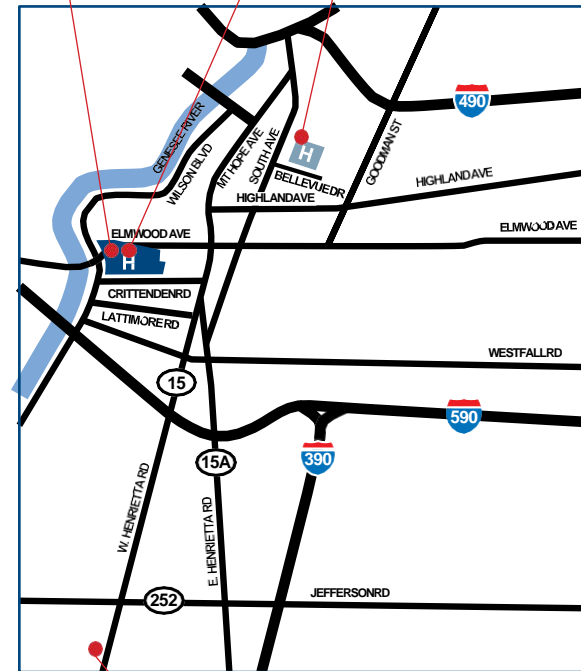 490
GENESEE RIVER
WILSON BLVD
MT HOPE AVE
SOUTH AVE
GOODMAN ST
H
BELLEVUE DR
HIGHLAND AVE
HIGHLAND AVE
ELMWOOD AVE
ELMWOOD AVE
H
CRITTENDEN RD
LATTIMORE RD
WESTFALL RD
15
590
15A
390
W. HENRIETTA RD
E. HENRIETTA RD
252
JEFFERSON RD